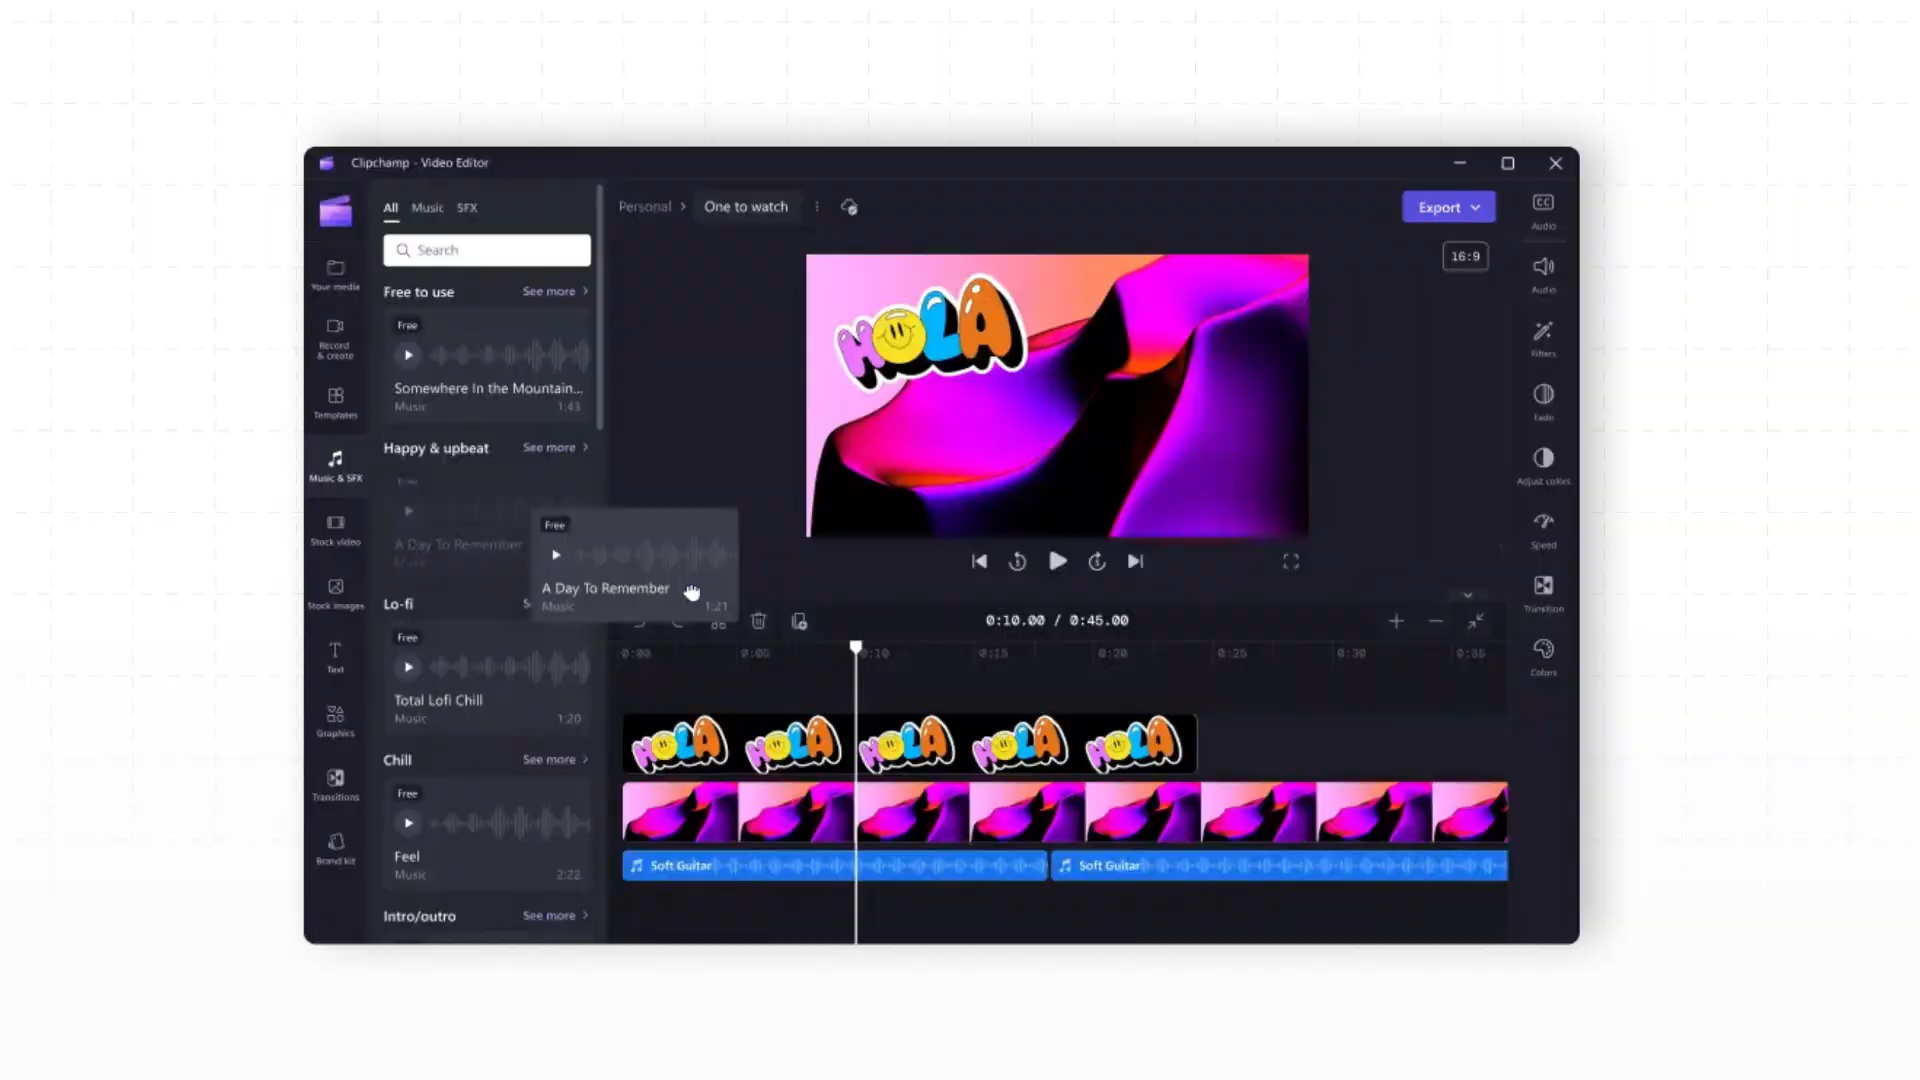 Clipchamp - Video Editor
All Music SFX
Search
Free to use See more
Free
Somewhere In the Mountain...
Music 1:43
Happy & upbeat See more
Free
A Day To Remember
Music
Free
A Day To Remember
Music 1:21
Lo-fi S
Free
Total Lofi Chill
Music 1:20
Chill See more
Free
Feel
Music 2:22
Intro/outro See more
Your media
Record
& create
Templates
Music & SFX
Stock video
Stock images
Text
Graphics
Transitions
Brand kit
Personal One to watch
Export
16:9
HOLA
5 5
0:10.00 / 0:45.00
0:00 0:05 0:10 0:15 0:20 0:25 0:30 0:35
HOLA HOLA HOLA HOLA HOLA
Soft Guitar Soft Guitar
CC
Audio
Audio
Filters
Fade
Adjust colors
Speed
Transition
Colors